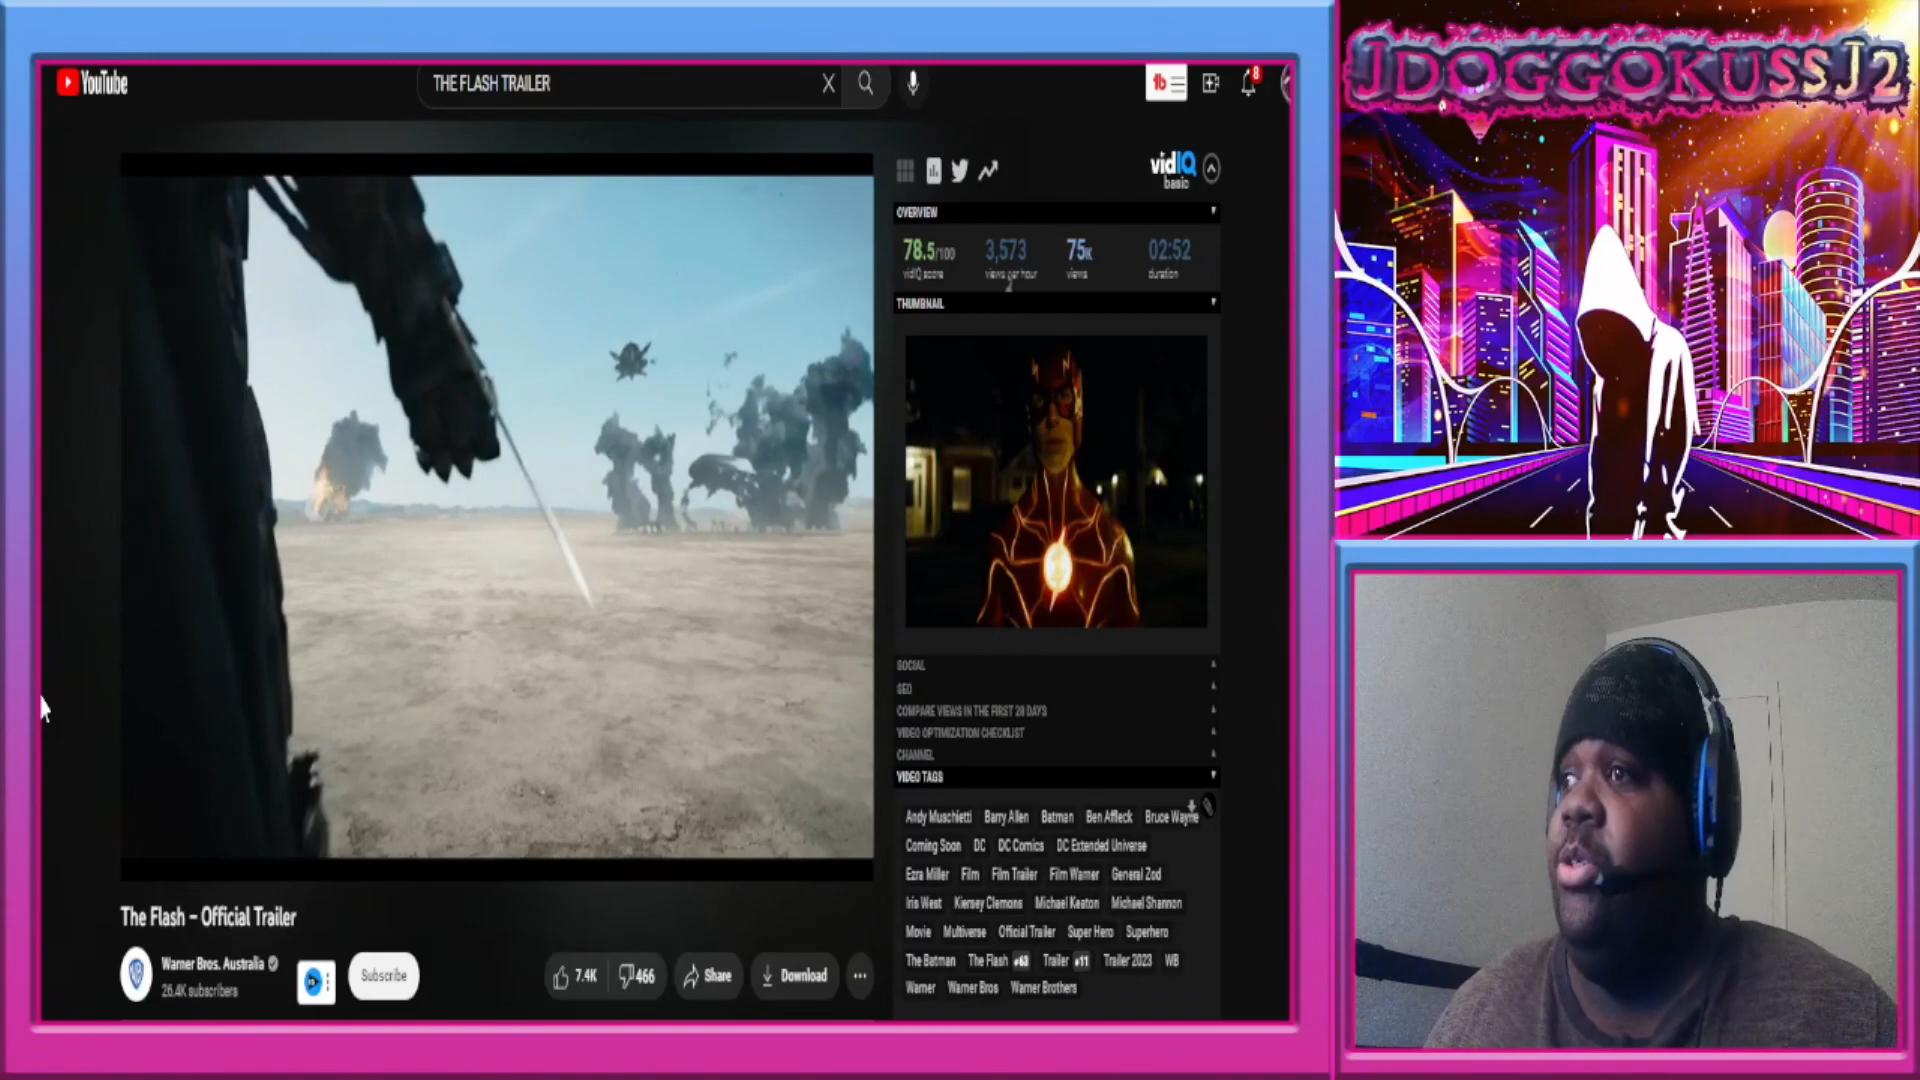 YouTube
THE FLASH TRAILER
1b
8
JDOGGOKUSSJ2
vidIQ
basic
OVERVIEW
78.5/100 3,573 75K 02:52
vidIQ score views per hour views duration
THUMBNAIL
SOCIAL
SEO
COMPARE VIEWS IN THE FIRST 28 DAYS
VIDEO OPTIMIZATION CHECKLIST
CHANNEL
VIDEO TAGS
Andy Muschietti Barry Allen Batman Ben Affleck Bruce Wayne
Coming Soon DC DC Comics DC Extended Universe
Ezra Miller Film Film Trailer Film Warner General Zod
Iris West Kiersey Clemons Michael Keaton Michael Shannon
Movie Multiverse Official Trailer Super Hero Superhero
The Batman The Flash #63 Trailer #11 Trailer 2023 WB
Warner Warner Bros Warner Brothers
The Flash – Official Trailer
Warner Bros. Australia
26.4K subscribers
Subscribe
7.4K 466 Share Download